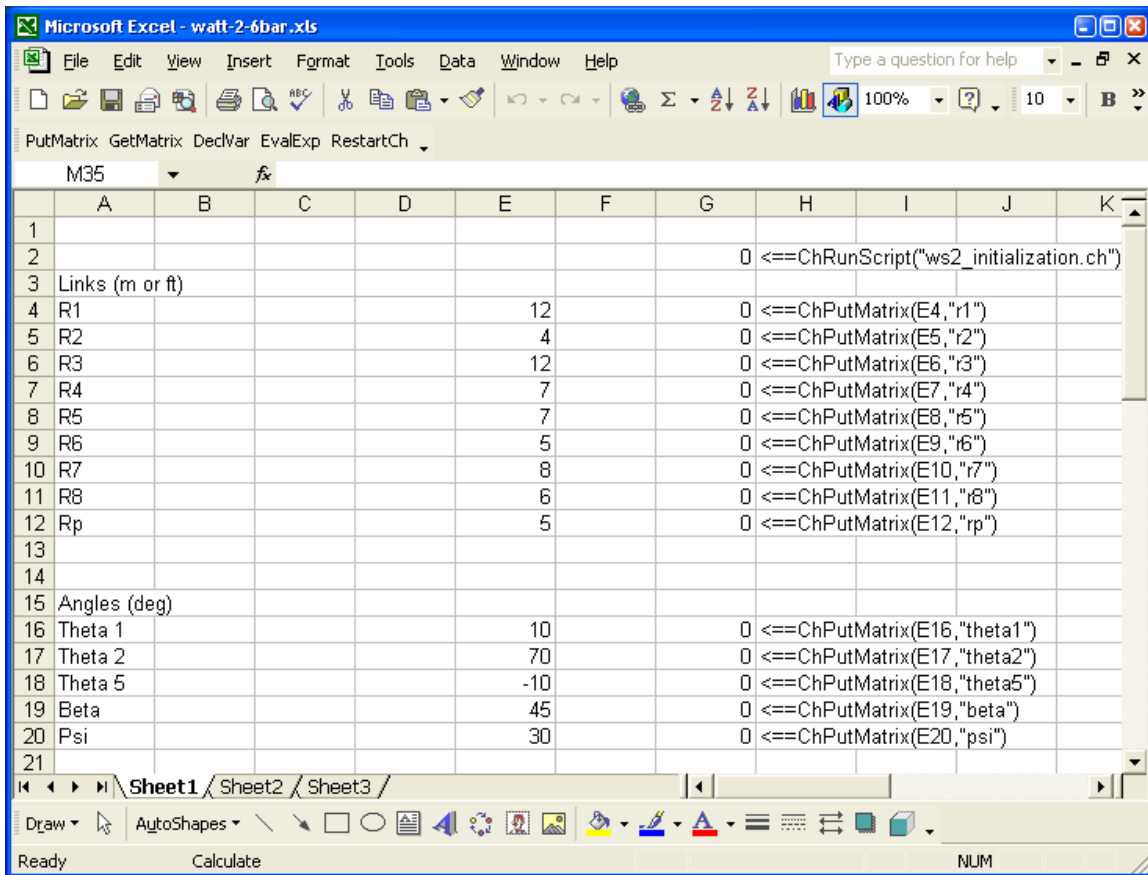 Microsoft Excel - watt-2-6bar.xls
File Edit View Insert Format Tools Data Window Help Type a question for help
ABC Σ A Z Z A 100% ? 10 B »
PutMatrix GetMatrix DeclVar EvalExp RestartCh
M35 fx
A B C D E F G H I J K
1
2 0 <==ChRunScript("ws2_initialization.ch")
3 Links (m or ft)
4 R1 12 0 <==ChPutMatrix(E4,"r1")
5 R2 4 0 <==ChPutMatrix(E5,"r2")
6 R3 12 0 <==ChPutMatrix(E6,"r3")
7 R4 7 0 <==ChPutMatrix(E7,"r4")
8 R5 7 0 <==ChPutMatrix(E8,"r5")
9 R6 5 0 <==ChPutMatrix(E9,"r6")
10 R7 8 0 <==ChPutMatrix(E10,"r7")
11 R8 6 0 <==ChPutMatrix(E11,"r8")
12 Rp 5 0 <==ChPutMatrix(E12,"rp")
13
14
15 Angles (deg)
16 Theta 1 10 0 <==ChPutMatrix(E16,"theta1")
17 Theta 2 70 0 <==ChPutMatrix(E17,"theta2")
18 Theta 5 -10 0 <==ChPutMatrix(E18,"theta5")
19 Beta 45 0 <==ChPutMatrix(E19,"beta")
20 Psi 30 0 <==ChPutMatrix(E20,"psi")
21
Sheet1 / Sheet2 / Sheet3 /
Draw AutoShapes A A
Ready Calculate NUM